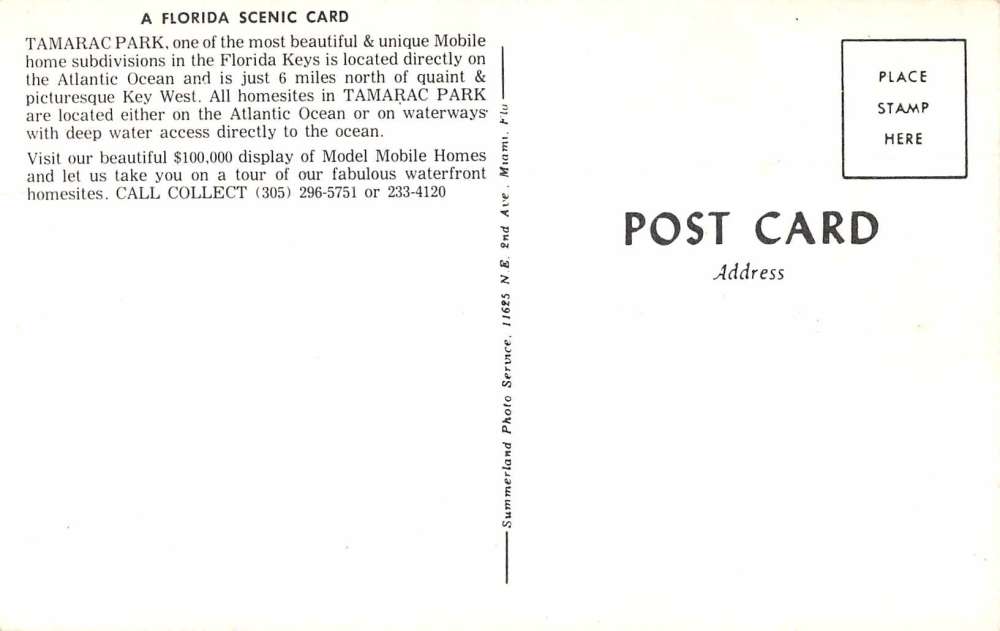 A FLORIDA SCENIC CARD
TAMARAC PARK, one of the most beautiful & unique Mobile
home subdivisions in the Florida Keys is located directly on
the Atlantic Ocean and is just 6 miles north of quaint &
picturesque Key West. All homesites in TAMARAC PARK
are located either on the Atlantic Ocean or on waterways
with deep water access directly to the ocean.
Visit our beautiful $100,000 display of Model Mobile Homes
and let us take you on a tour of our fabulous waterfront
homesites. CALL COLLECT (305) 296-5751 or 233-4120
Summerland Photo Service, 11625 N.E. 2nd Ave., Miami, Fla
PLACE
STAMP
HERE
POST CARD
Address